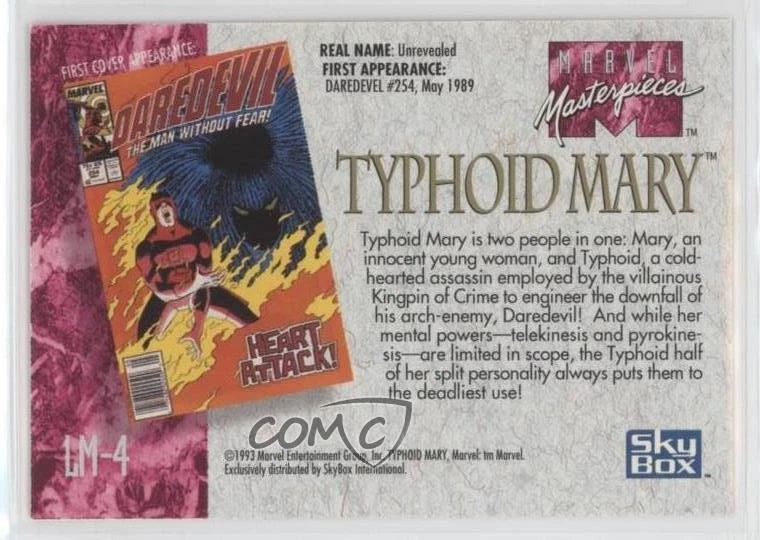 FIRST COVER APPEARANCE:
MARVEL
DAREDEVIL
THE MAN WITHOUT FEAR!
HEART
ATTACK!
LM-4
REAL NAME: Unrevealed
FIRST APPEARANCE:
DAREDEVEL #254, May 1989
MARVEL
Masterpieces
M
TM
TYPHOID MARY™
Typhoid Mary is two people in one: Mary, an
innocent young woman, and Typhoid, a cold-
hearted assassin employed by the villainous
Kingpin of Crime to engineer the downfall of
his arch-enemy, Daredevil! And while her
mental powers—telekinesis and pyrokine-
sis—are limited in scope, the Typhoid half
of her split personality always puts them to
the deadliest use!
COMC
©1993 Marvel Entertainment Group, Inc. TYPHOID MARY, Marvel: tm Marvel.
Exclusively distributed by SkyBox International.
Sky
Box